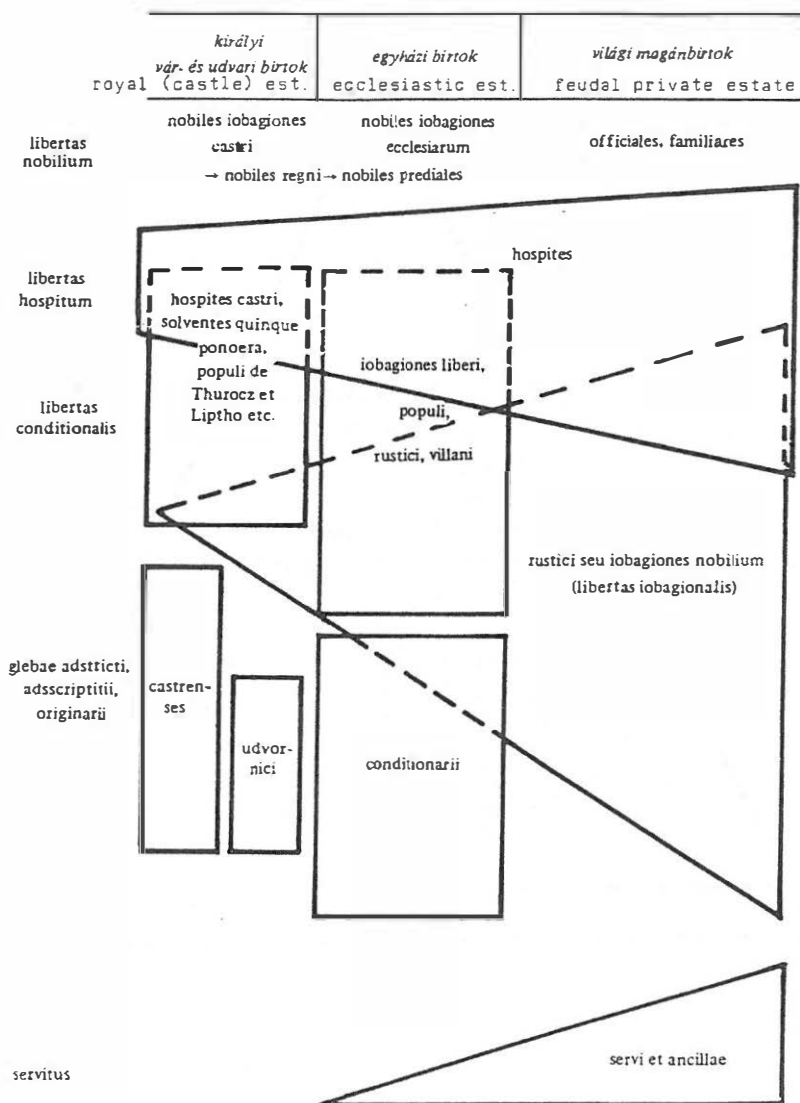 királyi
vár- és udvari birtok
royal (castle) est.
egyházi birtok
ecclesiastic est.
világi magánbirtok
feudal private estate
libertas
nobilium
nobiles iobagiones
castri
→ nobiles regni → nobiles prediales
nobiles iobagiones
ecclesiarum
officiales, familiares
libertas
hospitum
hospites
hospites castri,
solventes quinque
ponoera,
populi de
Thurocz et
Liptho etc.
libertas
conditionalis
iobagiones liberi,
populi,
rustici, villani
rustici seu iobagiones nobilium
(libertas iobagionalis)
glebae adstricti,
adsscriptitii,
originarii
castren-
ses
udvor-
nici
conditionarii
servitus
servi et ancillae